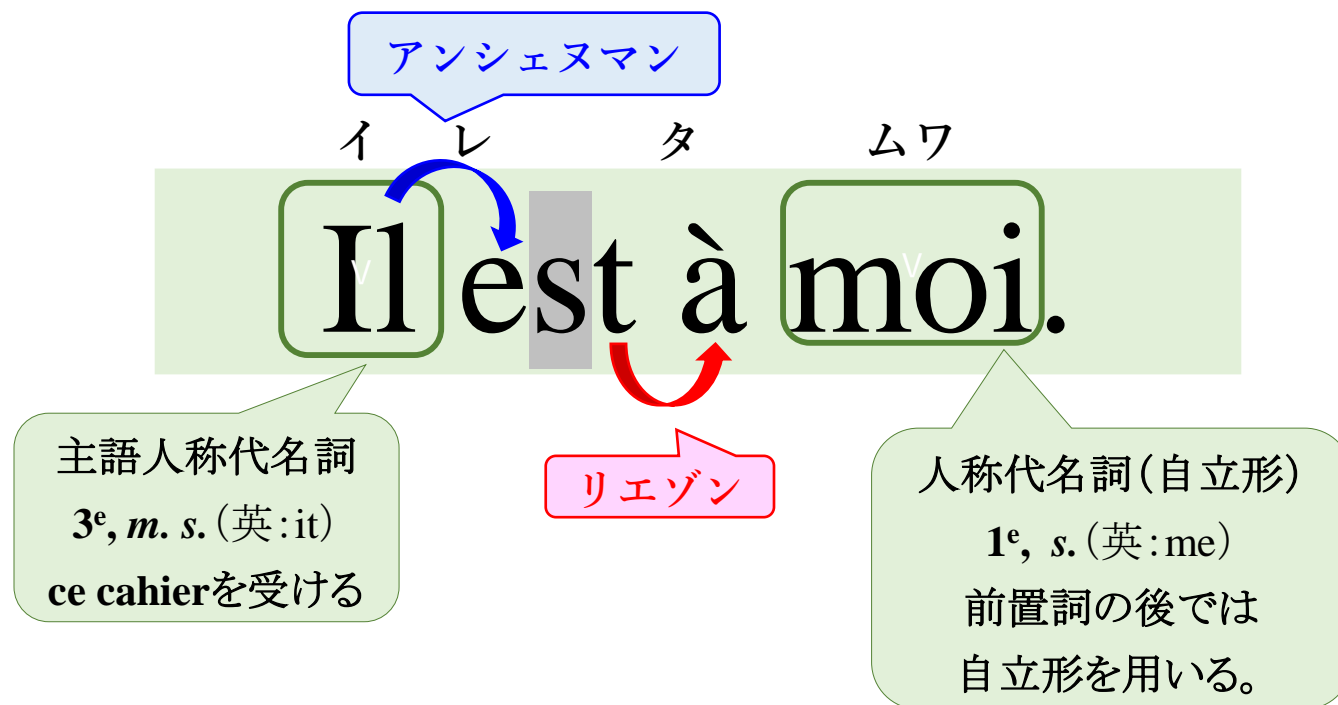 アンシェヌマン
イ レ タ ムワ
Il est à moi.
リエゾン
主語人称代名詞
3ᵉ, m. s.（英：it）
ce cahierを受ける
人称代名詞（自立形）
1ᵉ, s.（英：me）
前置詞の後では
自立形を用いる。